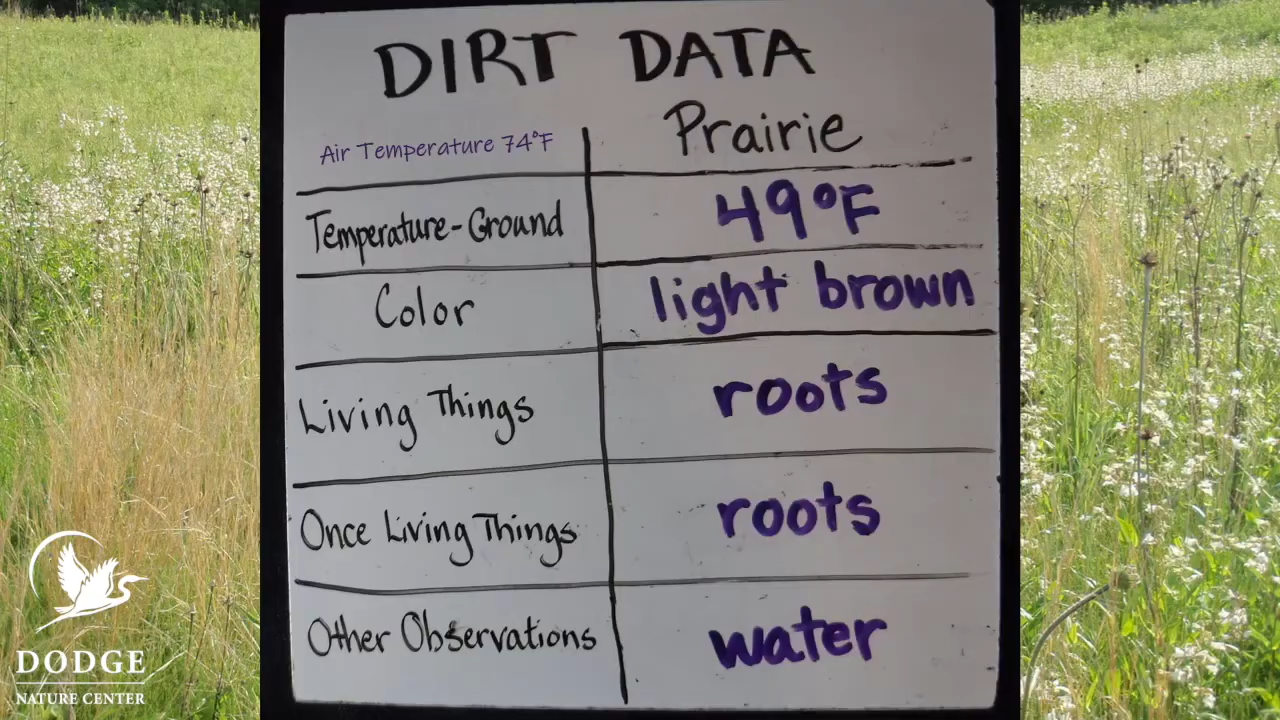 DIRT DATA
Air Temperature 74°F
Prairie
Temperature-Ground 49°F
Color light brown
Living Things roots
Once Living Things roots
Other Observations water
DODGE
NATURE CENTER